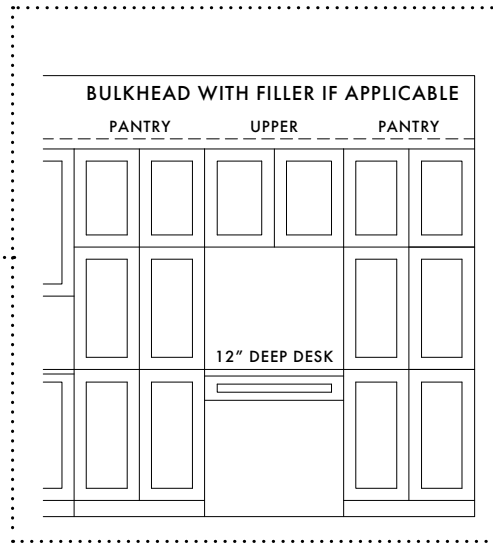 BULKHEAD WITH FILLER IF APPLICABLE
PANTRY UPPER PANTRY
12" DEEP DESK